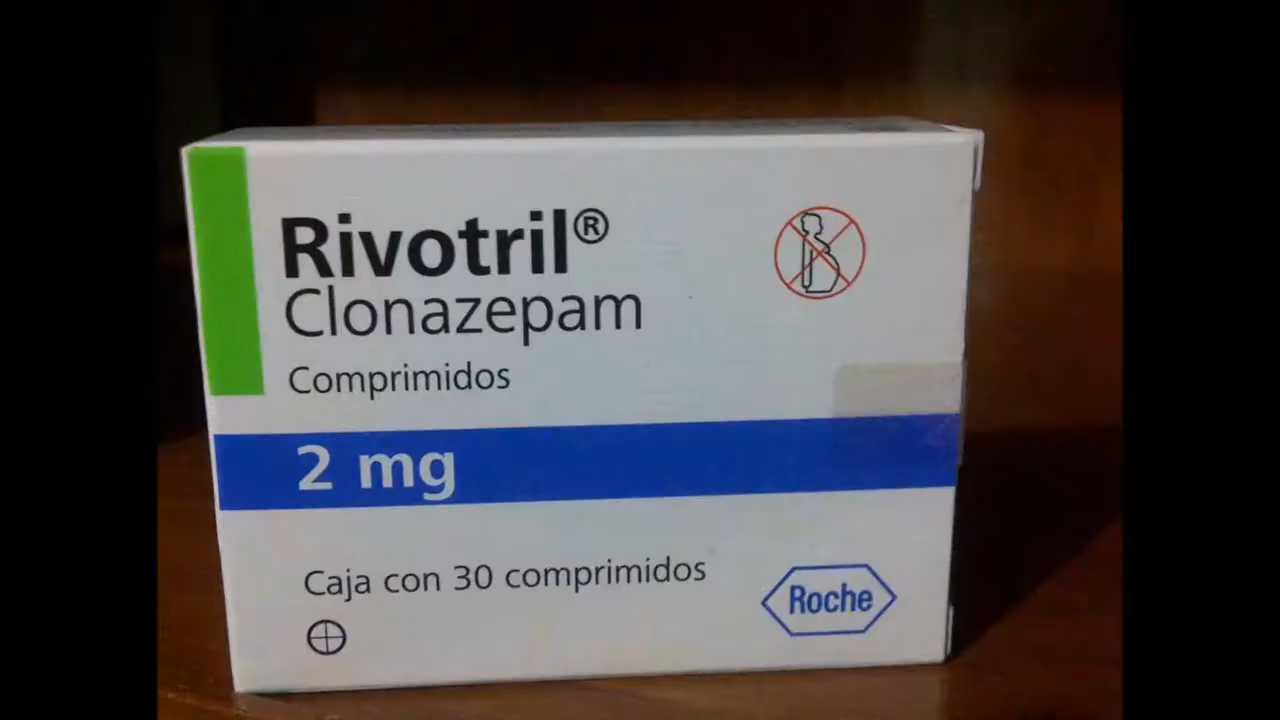 Rivotril®
Clonazepam
Comprimidos
2 mg
Caja con 30 comprimidos
Roche